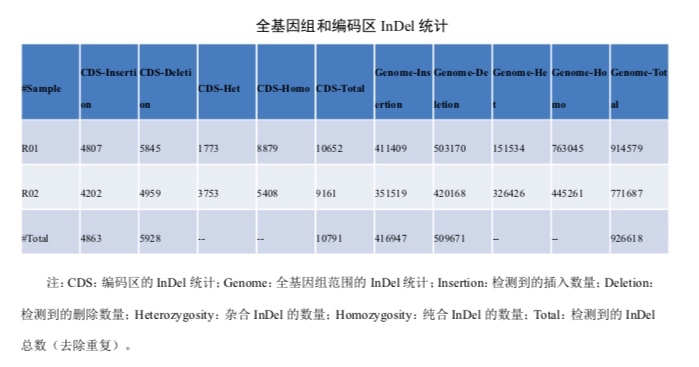 全基因组和编码区 InDel 统计
#Sample CDS-Insertion CDS-Deletion CDS-Het CDS-Homo CDS-Total Genome-Insertion Genome-Deletion Genome-Het Genome-Homo Genome-Total
R01 4807 5845 1773 8879 10652 411409 503170 151534 763045 914579
R02 4202 4959 3753 5408 9161 351519 420168 326426 445261 771687
#Total 4863 5928 -- -- 10791 416947 509671 -- -- 926618
注：CDS：编码区的 InDel 统计；Genome：全基因组范围的 InDel 统计；Insertion：检测到的插入数量；Deletion：
检测到的删除数量；Heterozygosity：杂合 InDel 的数量；Homozygosity：纯合 InDel 的数量；Total：检测到的 InDel
总数（去除重复）。